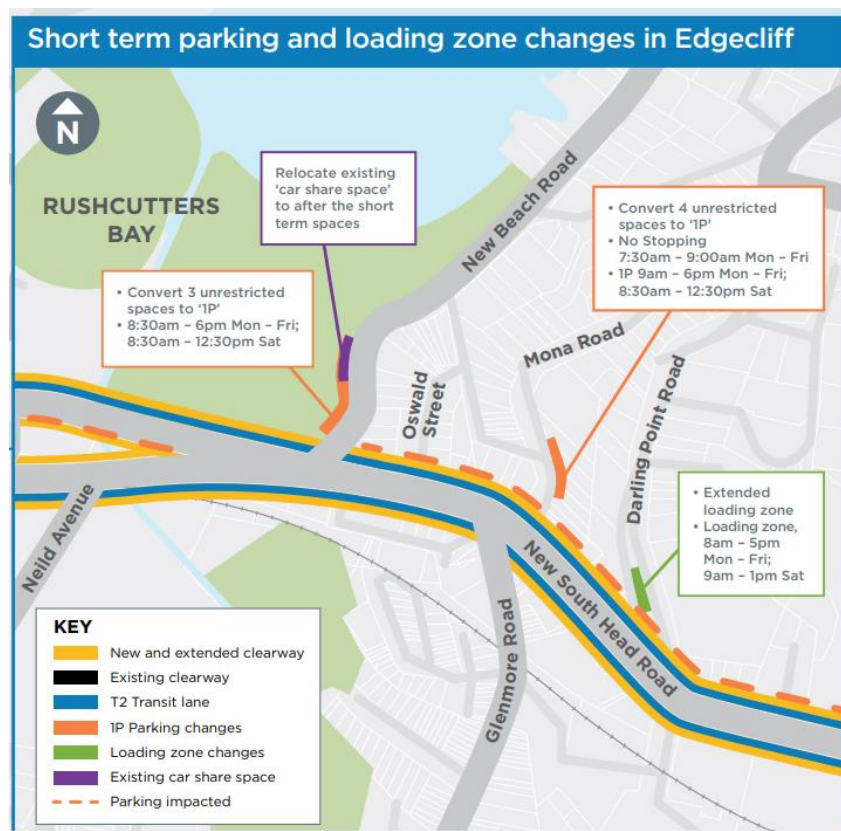 Short term parking and loading zone changes in Edgecliff
N
RUSHCUTTERS
BAY
Relocate existing
‘car share space’
to after the short
term spaces
New Beach Road
• Convert 4 unrestricted
spaces to ‘1P’
• No Stopping
7:30am – 9:00am Mon – Fri
• 1P 9am – 6pm Mon – Fri;
8:30am – 12:30pm Sat
• Convert 3 unrestricted
spaces to ‘1P’
• 8:30am – 6pm Mon – Fri;
8:30am – 12:30pm Sat
Mona Road
Oswald
Street
Darling Point Road
• Extended
loading zone
• Loading zone,
8am – 5pm
Mon – Fri;
9am – 1pm Sat
Neild Avenue
New South Head Road
Glenmore Road
KEY
New and extended clearway
Existing clearway
T2 Transit lane
1P Parking changes
Loading zone changes
Existing car share space
Parking impacted